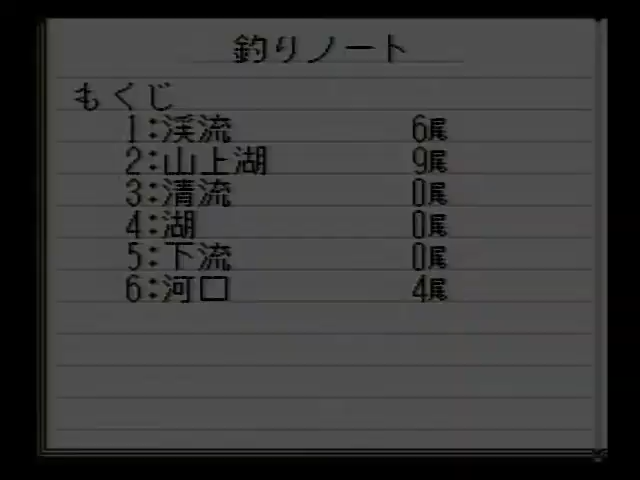 釣りノート
もくじ
1:渓流 6尾
2:山上湖 9尾
3:清流 0尾
4:湖 0尾
5:下流 0尾
6:河口 4尾